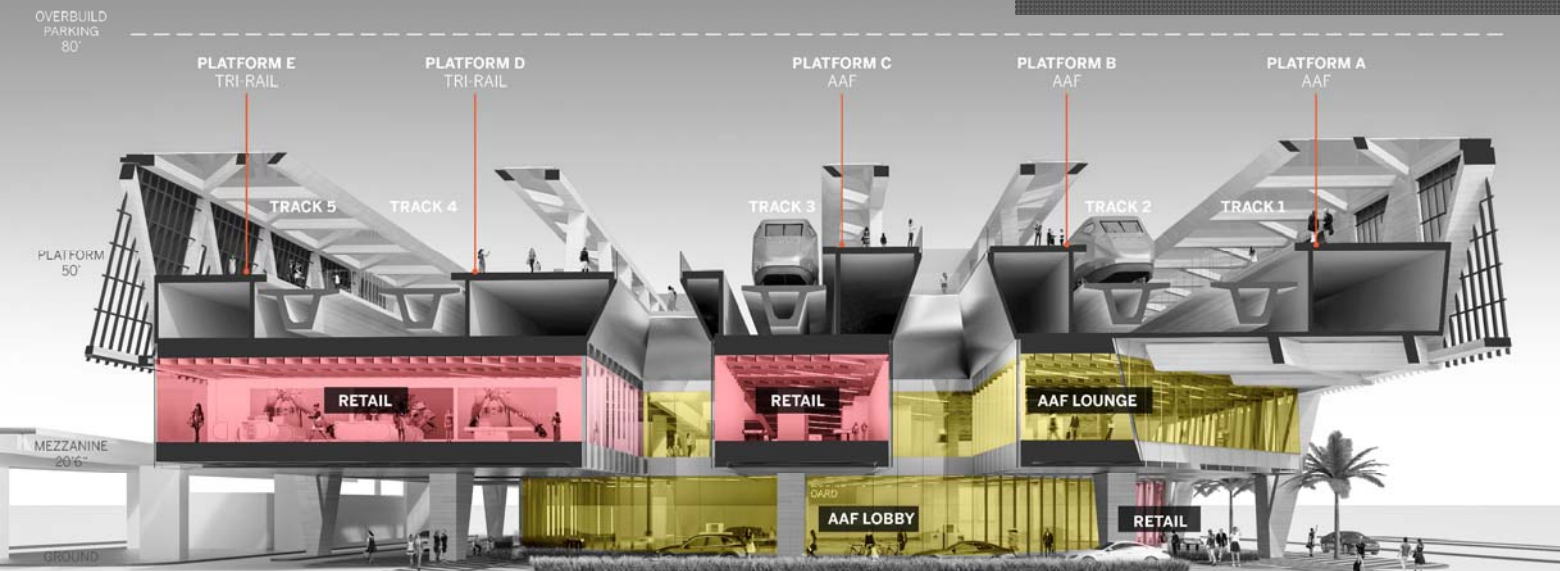 OVERBUILD
PARKING
80'
PLATFORM E
TRI-RAIL
PLATFORM D
TRI-RAIL
PLATFORM C
AAF
PLATFORM B
AAF
PLATFORM A
AAF
TRACK 5
TRACK 4
TRACK 3
TRACK 2
TRACK 1
PLATFORM
50'
RETAIL
RETAIL
AAF LOUNGE
MEZZANINE
20'6"
OARD
AAF LOBBY
RETAIL
GROUND